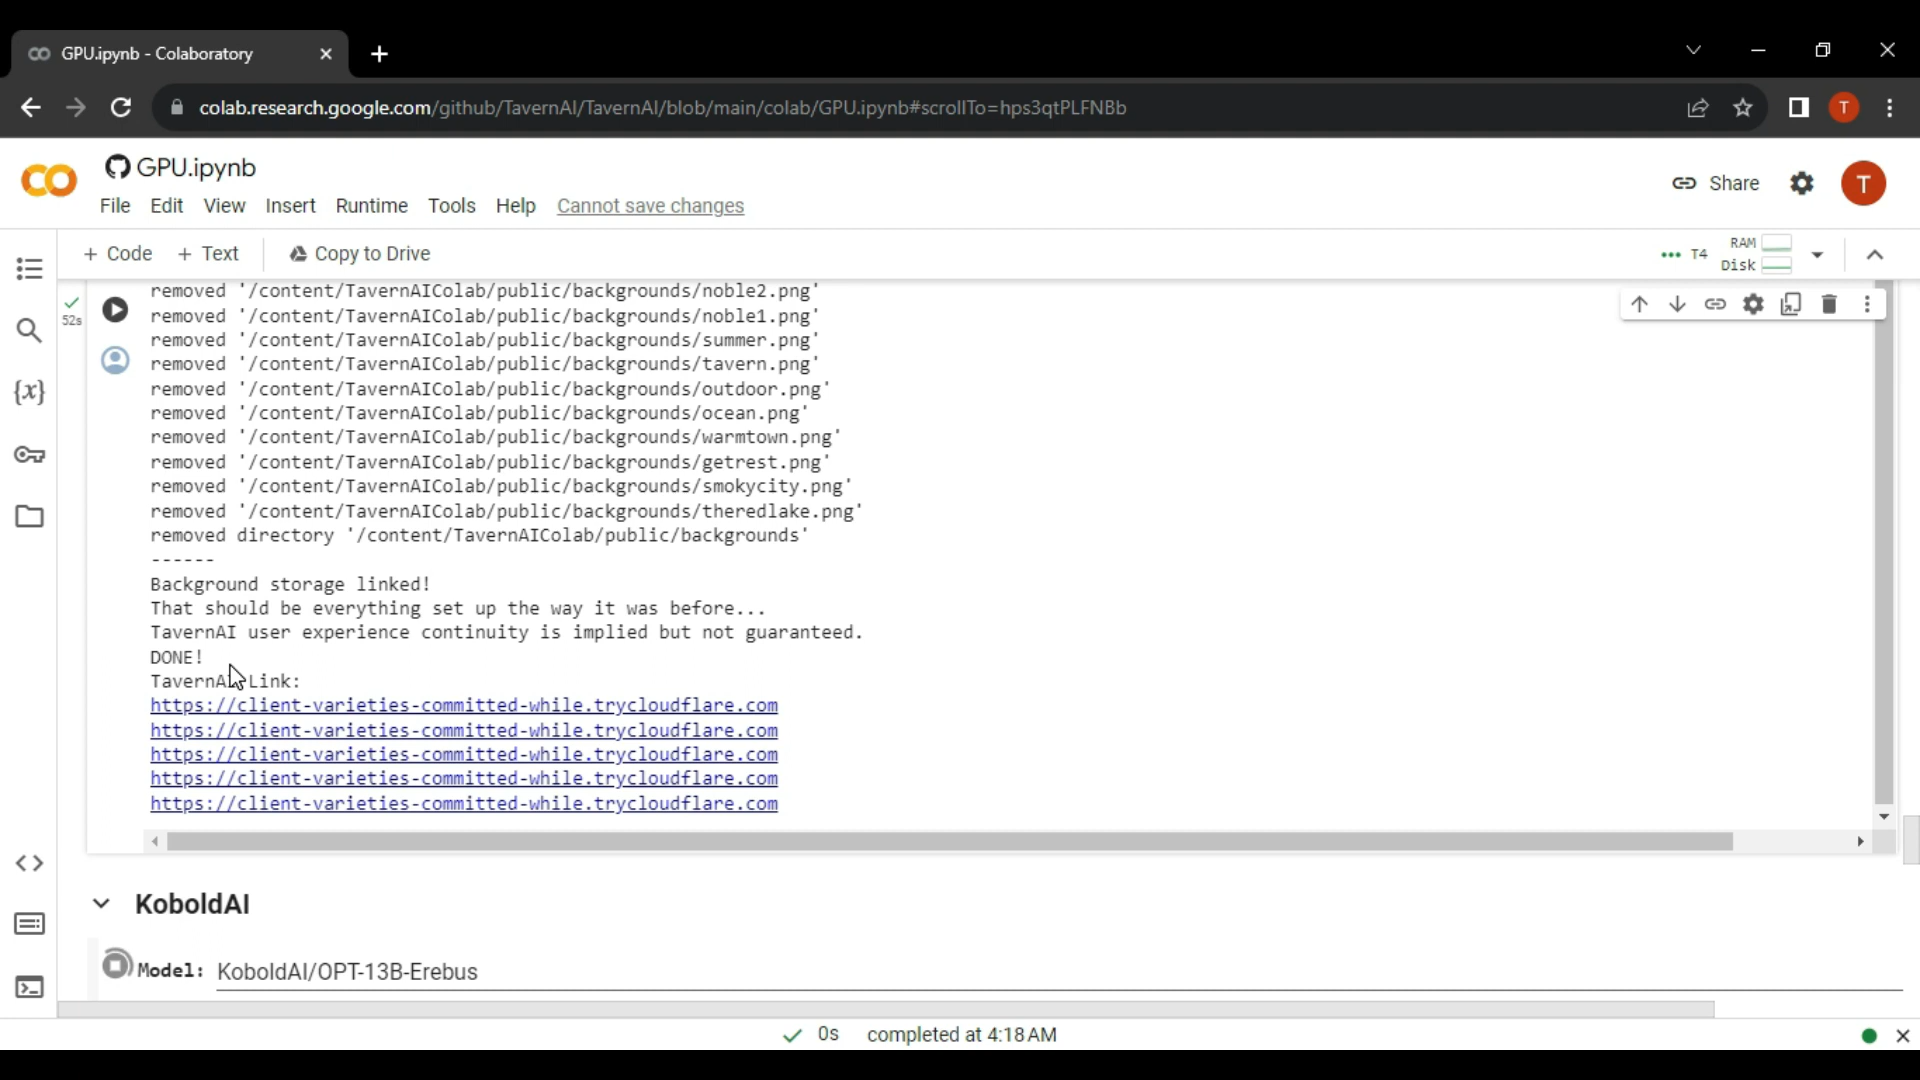 GPU.ipynb - Colaboratory
colab.research.google.com/github/TavernAI/TavernAI/blob/main/colab/GPU.ipynb#scrollTo=hps3qtPLFNBb
T
GPU.ipynb
File Edit View Insert Runtime Tools Help Cannot save changes
Share
T
+ Code + Text Copy to Drive
T4 RAM
Disk
52s
removed '/content/TavernAIColab/public/backgrounds/noble2.png'
removed '/content/TavernAIColab/public/backgrounds/noble1.png'
removed '/content/TavernAIColab/public/backgrounds/summer.png'
removed '/content/TavernAIColab/public/backgrounds/tavern.png'
removed '/content/TavernAIColab/public/backgrounds/outdoor.png'
removed '/content/TavernAIColab/public/backgrounds/ocean.png'
removed '/content/TavernAIColab/public/backgrounds/warmtown.png'
removed '/content/TavernAIColab/public/backgrounds/getrest.png'
removed '/content/TavernAIColab/public/backgrounds/smokycity.png'
removed '/content/TavernAIColab/public/backgrounds/theredlake.png'
removed directory '/content/TavernAIColab/public/backgrounds'
------
Background storage linked!
That should be everything set up the way it was before...
TavernAI user experience continuity is implied but not guaranteed.
DONE!
TavernAI Link:
https://client-varieties-committed-while.trycloudflare.com
https://client-varieties-committed-while.trycloudflare.com
https://client-varieties-committed-while.trycloudflare.com
https://client-varieties-committed-while.trycloudflare.com
https://client-varieties-committed-while.trycloudflare.com
KoboldAI
Model: KoboldAI/OPT-13B-Erebus
0s completed at 4:18 AM